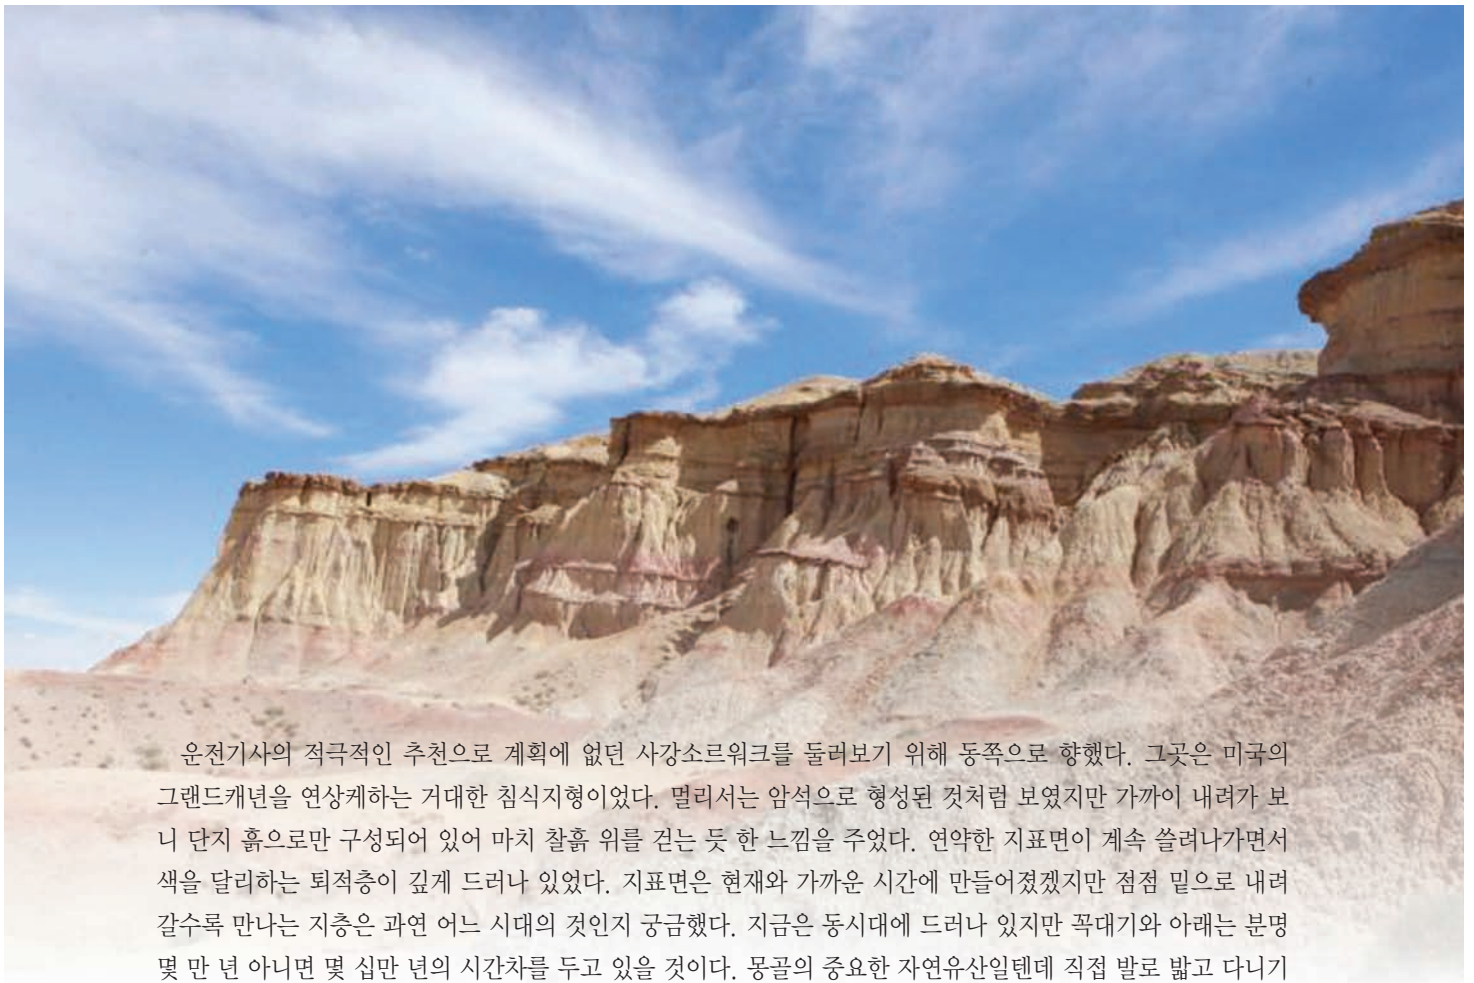 운전기사의 적극적인 추천으로 계획에 없던 사강소르워크를 둘러보기 위해 동쪽으로 향했다. 그곳은 미국의
그랜드캐년을 연상케하는 거대한 침식지형이었다. 멀리서는 암석으로 형성된 것처럼 보였지만 가까이 내려가 보
니 단지 흙으로만 구성되어 있어 마치 찰흙 위를 걷는 듯 한 느낌을 주었다. 연약한 지표면이 계속 쓸려나가면서
색을 달리하는 퇴적층이 깊게 드러나 있었다. 지표면은 현재와 가까운 시간에 만들어졌겠지만 점점 밑으로 내려
갈수록 만나는 지층은 과연 어느 시대의 것인지 궁금했다. 지금은 동시대에 드러나 있지만 꼭대기와 아래는 분명
몇 만 년 아니면 몇 십만 년의 시간차를 두고 있을 것이다. 몽골의 중요한 자연유산일텐데 직접 발로 밟고 다니기